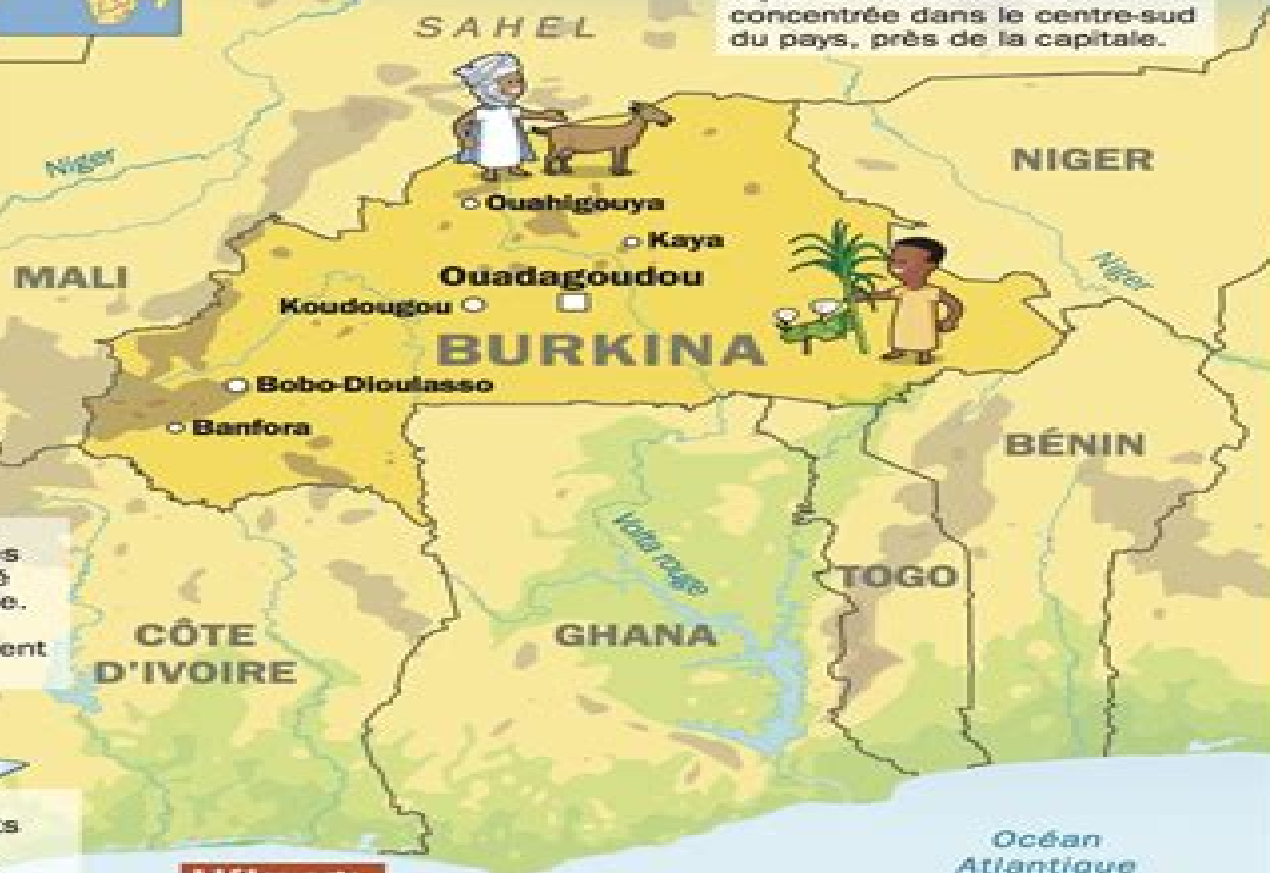 SAHEL
concentrée dans le centre-sud
du pays, près de la capitale.
Niger
NIGER
Ouahigouya
Kaya
MALI
Ouadagoudou
Niger
Koudougou
BURKINA
Bobo-Dioulasso
Banfora
BÉNIN
Volta rouge
TOGO
e.
ent
GHANA
CÔTE
D'IVOIRE
Océan
Atlantique